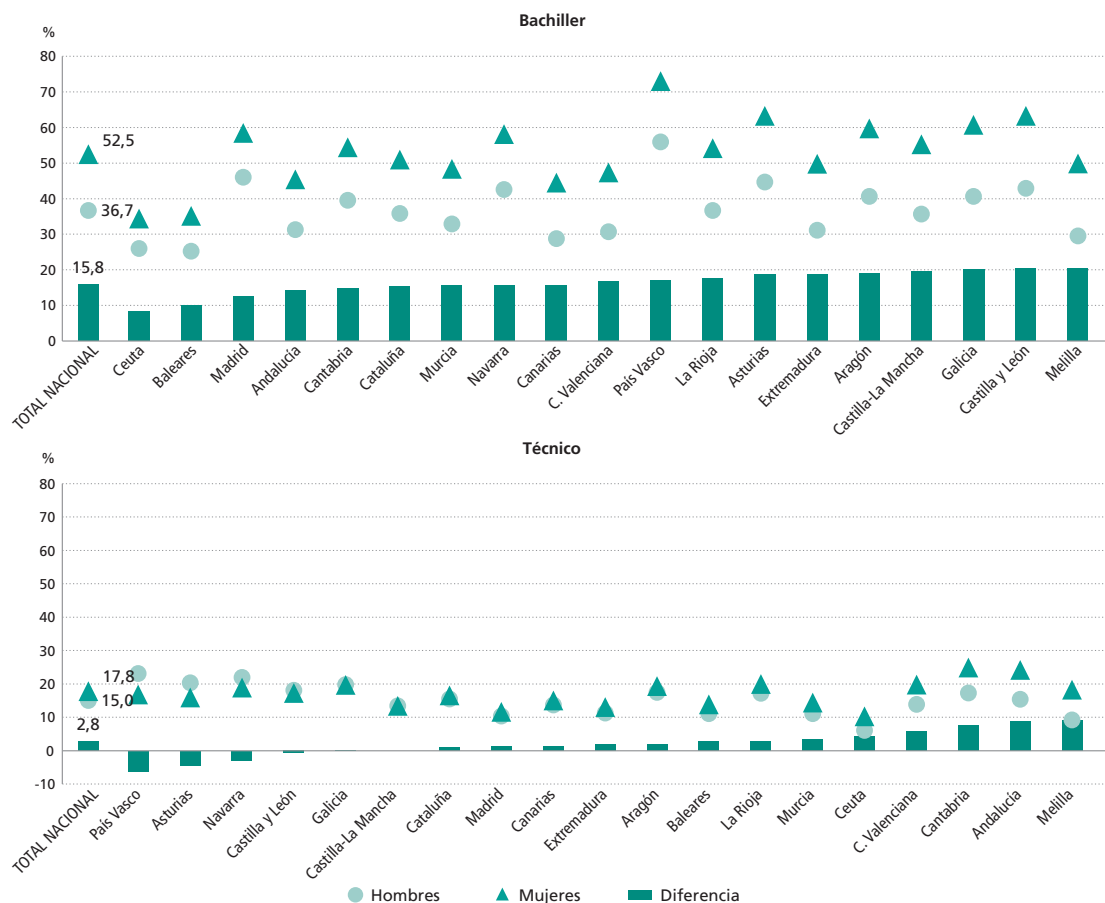 Bachiller
%
80
70
60
50
40
30
20
10
0
52,5
36,7
15,8
TOTAL NACIONAL
Ceuta
Baleares
Madrid
Andalucía
Cantabria
Cataluña
Murcia
Navarra
Canarias
C. Valenciana
País Vasco
La Rioja
Asturias
Extremadura
Aragón
Castilla-La Mancha
Galicia
Castilla y León
Melilla
Técnico
%
80
70
60
50
40
30
20
10
0
-10
17,8
15,0
2,8
TOTAL NACIONAL
País Vasco
Asturias
Navarra
Castilla y León
Galicia
Castilla-La Mancha
Cataluña
Madrid
Canarias
Extremadura
Aragón
Baleares
La Rioja
Murcia
Ceuta
C. Valenciana
Cantabria
Andalucía
Melilla
Hombres Mujeres Diferencia